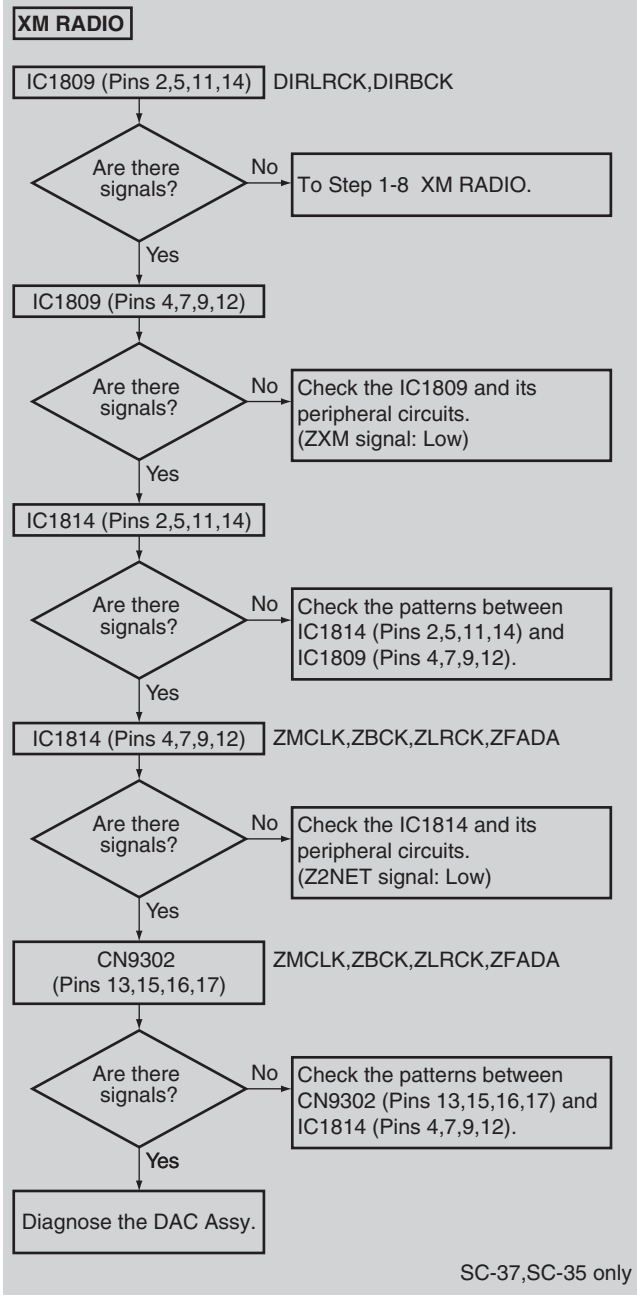 XM RADIO
IC1809 (Pins 2,5,11,14)
DIRLRCK,DIRBCK
Are there
signals?
No
To Step 1-8  XM RADIO.
Yes
IC1809 (Pins 4,7,9,12)
Are there
signals?
No
Check the IC1809 and its
peripheral circuits.
(ZXM signal: Low)
Yes
IC1814 (Pins 2,5,11,14)
Are there
signals?
No
Check the patterns between
IC1814 (Pins 2,5,11,14) and
IC1809 (Pins 4,7,9,12).
Yes
IC1814 (Pins 4,7,9,12)
ZMCLK,ZBCK,ZLRCK,ZFADA
Are there
signals?
No
Check the IC1814 and its
peripheral circuits.
(Z2NET signal: Low)
Yes
CN9302
(Pins 13,15,16,17)
ZMCLK,ZBCK,ZLRCK,ZFADA
Are there
signals?
No
Check the patterns between
CN9302 (Pins 13,15,16,17) and
IC1814 (Pins 4,7,9,12).
Yes
Diagnose the DAC Assy.
SC-37,SC-35 only